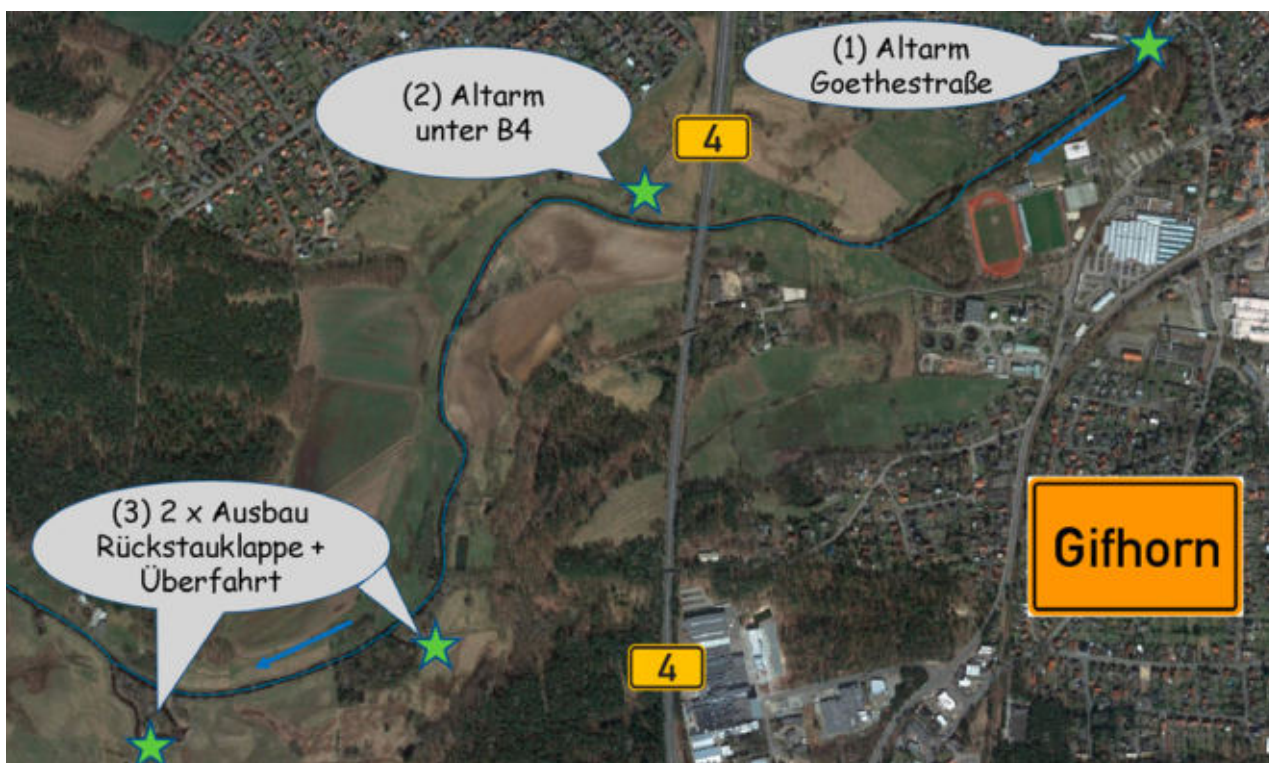 (1) Altarm
Goethestraße
(2) Altarm
unter B4
4
(3) 2 x Ausbau
Rückstauklappe +
Überfahrt
Gifhorn
4